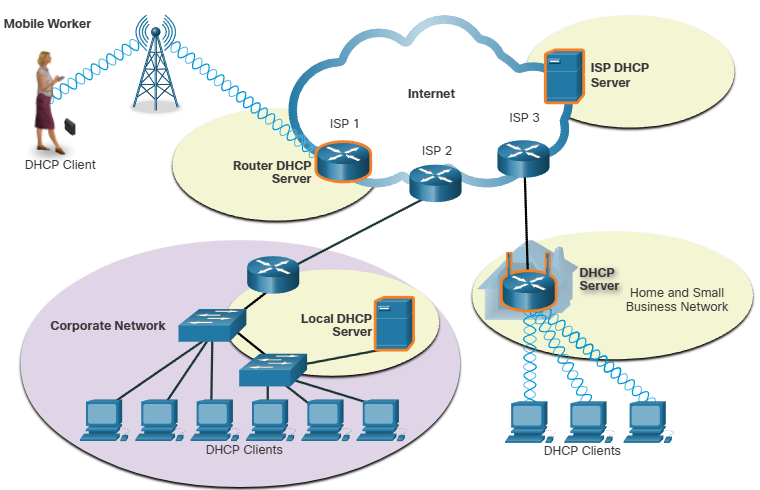 Mobile Worker
DHCP Client
Internet
ISP 1
ISP 2
ISP 3
ISP DHCP
Server
Router DHCP
Server
Corporate Network
Local DHCP
Server
DHCP Clients
DHCP
Server
Home and Small
Business Network
DHCP Clients